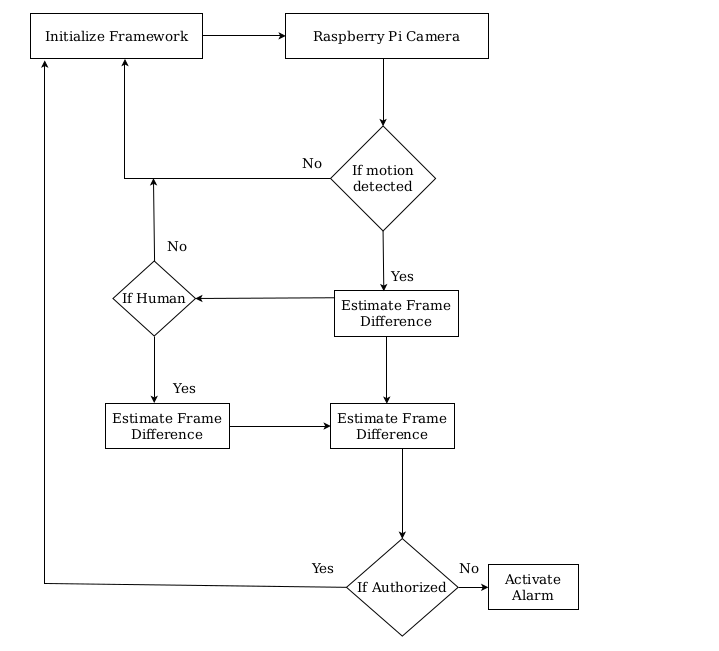 Initialize Framework
Raspberry Pi Camera
No
If motion
detected
No
Yes
If Human
Estimate Frame
Difference
Yes
Estimate Frame
Difference
Estimate Frame
Difference
Yes
No
If Authorized
Activate
Alarm